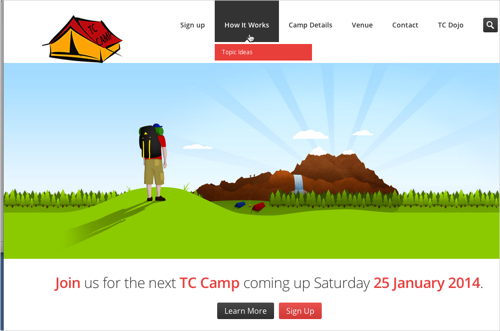 TC
CAMP
Sign up
How It Works
Camp Details
Venue
Contact
TC Dojo
Topic Ideas
Join us for the next TC Camp coming up Saturday 25 January 2014.
Learn More
Sign Up